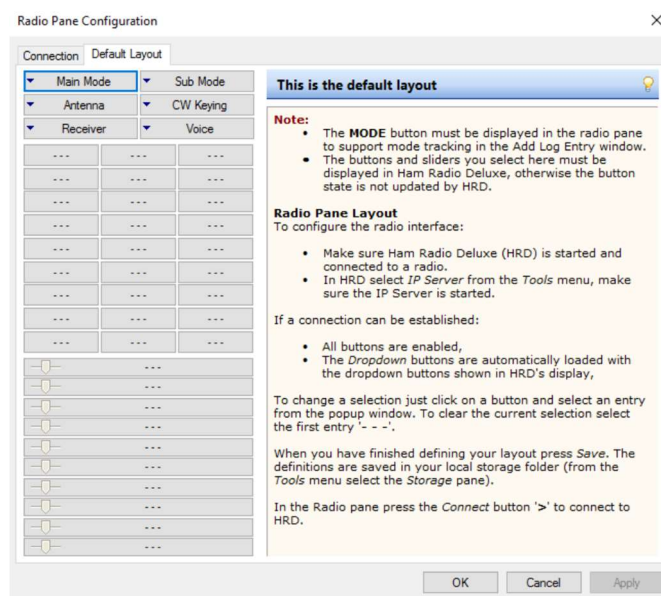 Radio Pane Configuration
Connection Default Layout
Main Mode Sub Mode
Antenna CW Keying
Receiver Voice
--- --- ---
--- --- ---
--- --- ---
--- --- ---
--- --- ---
--- --- ---
--- --- ---
--- --- ---
--- --- ---
---
---
---
---
---
---
---
---
---
---
This is the default layout
Note:
• The MODE button must be displayed in the radio pane
to support mode tracking in the Add Log Entry window.
• The buttons and sliders you select here must be
displayed in Ham Radio Deluxe, otherwise the button
state is not updated by HRD.
Radio Pane Layout
To configure the radio interface:
• Make sure Ham Radio Deluxe (HRD) is started and
connected to a radio.
• In HRD select IP Server from the Tools menu, make
sure the IP Server is started.
If a connection can be established:
• All buttons are enabled,
• The Dropdown buttons are automatically loaded with
the dropdown buttons shown in HRD's display,
To change a selection just click on a button and select an entry
from the popup window. To clear the current selection select
the first entry '- - -'.
When you have finished defining your layout press Save. The
definitions are saved in your local storage folder (from the
Tools menu select the Storage pane).
In the Radio pane press the Connect button '>' to connect to
HRD.
OK Cancel Apply